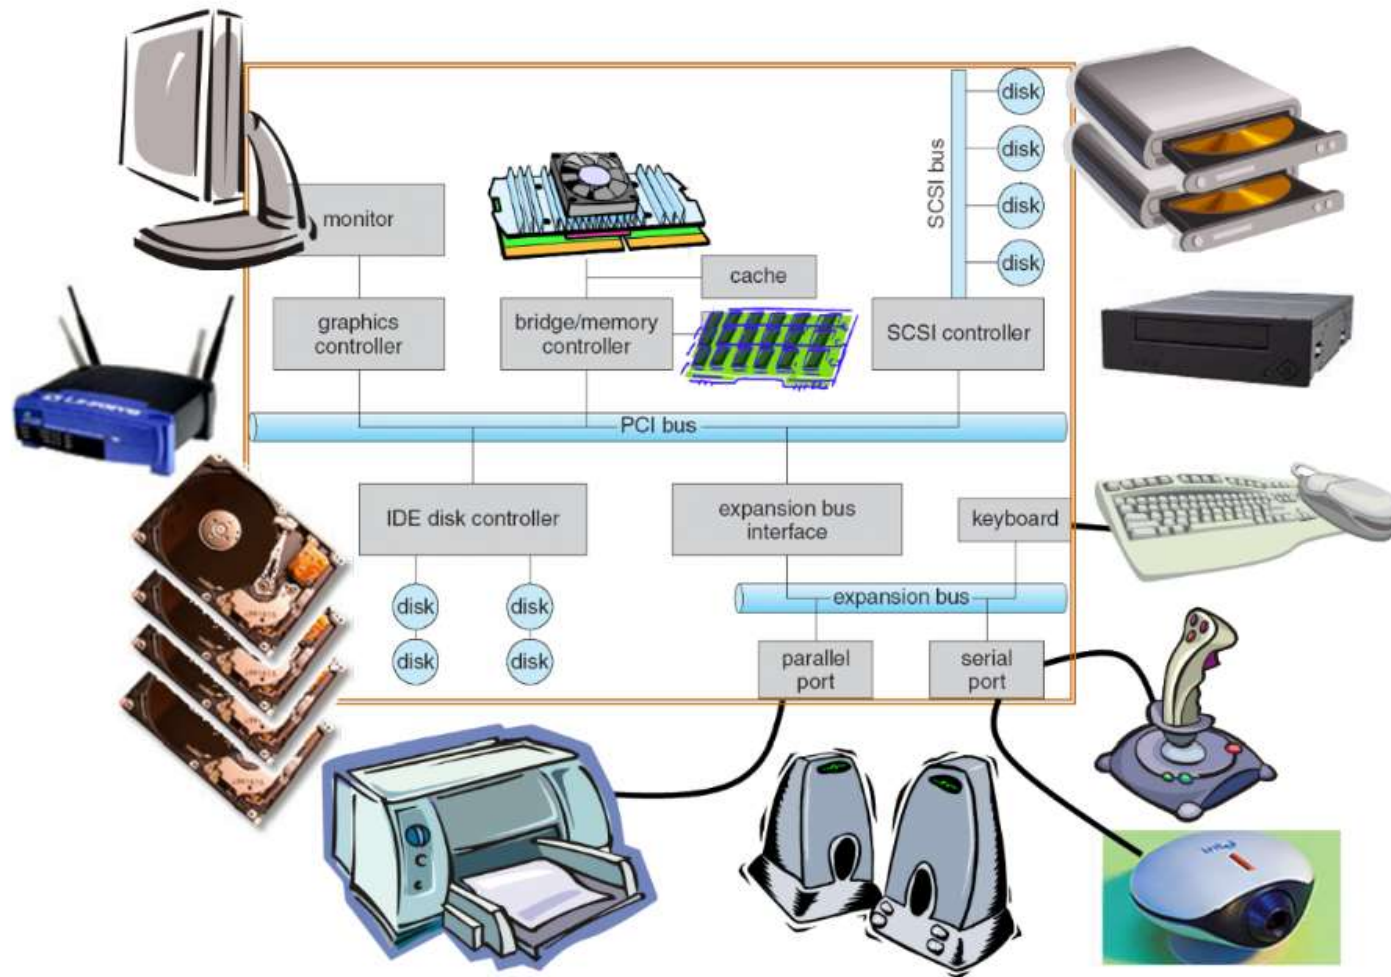 disk
disk
SCSI bus
disk
monitor
disk
cache
graphics
controller
bridge/memory
controller
SCSI controller
PCI bus
IDE disk controller
expansion bus
interface
keyboard
disk
disk
expansion bus
disk
disk
parallel
port
serial
port
intel